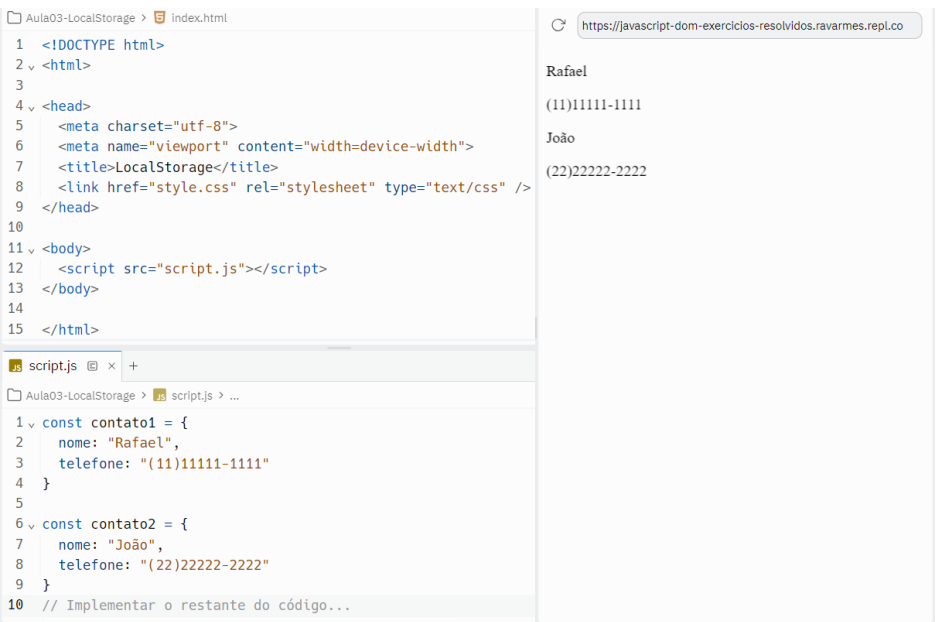 Aula03-LocalStorage > index.html
1 <!DOCTYPE html>
2 <html>
3
4 <head>
5 <meta charset="utf-8">
6 <meta name="viewport" content="width=device-width">
7 <title>LocalStorage</title>
8 <link href="style.css" rel="stylesheet" type="text/css" />
9 </head>
10
11 <body>
12 <script src="script.js"></script>
13 </body>
14
15 </html>
JS script.js × +
Aula03-LocalStorage > JS script.js > ...
1 const contato1 = {
2 nome: "Rafael",
3 telefone: "(11)11111-1111"
4 }
5
6 const contato2 = {
7 nome: "João",
8 telefone: "(22)22222-2222"
9 }
10 // Implementar o restante do código...
https://javascript-dom-exercicios-resolvidos.ravarmes.repl.co
Rafael
(11)11111-1111
João
(22)22222-2222